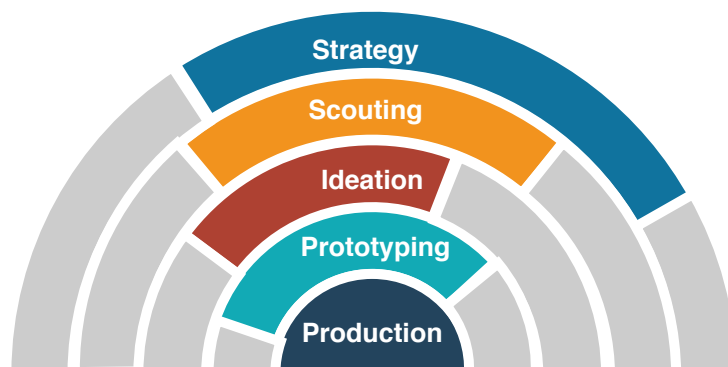 Strategy
Scouting
Ideation
Prototyping
Production